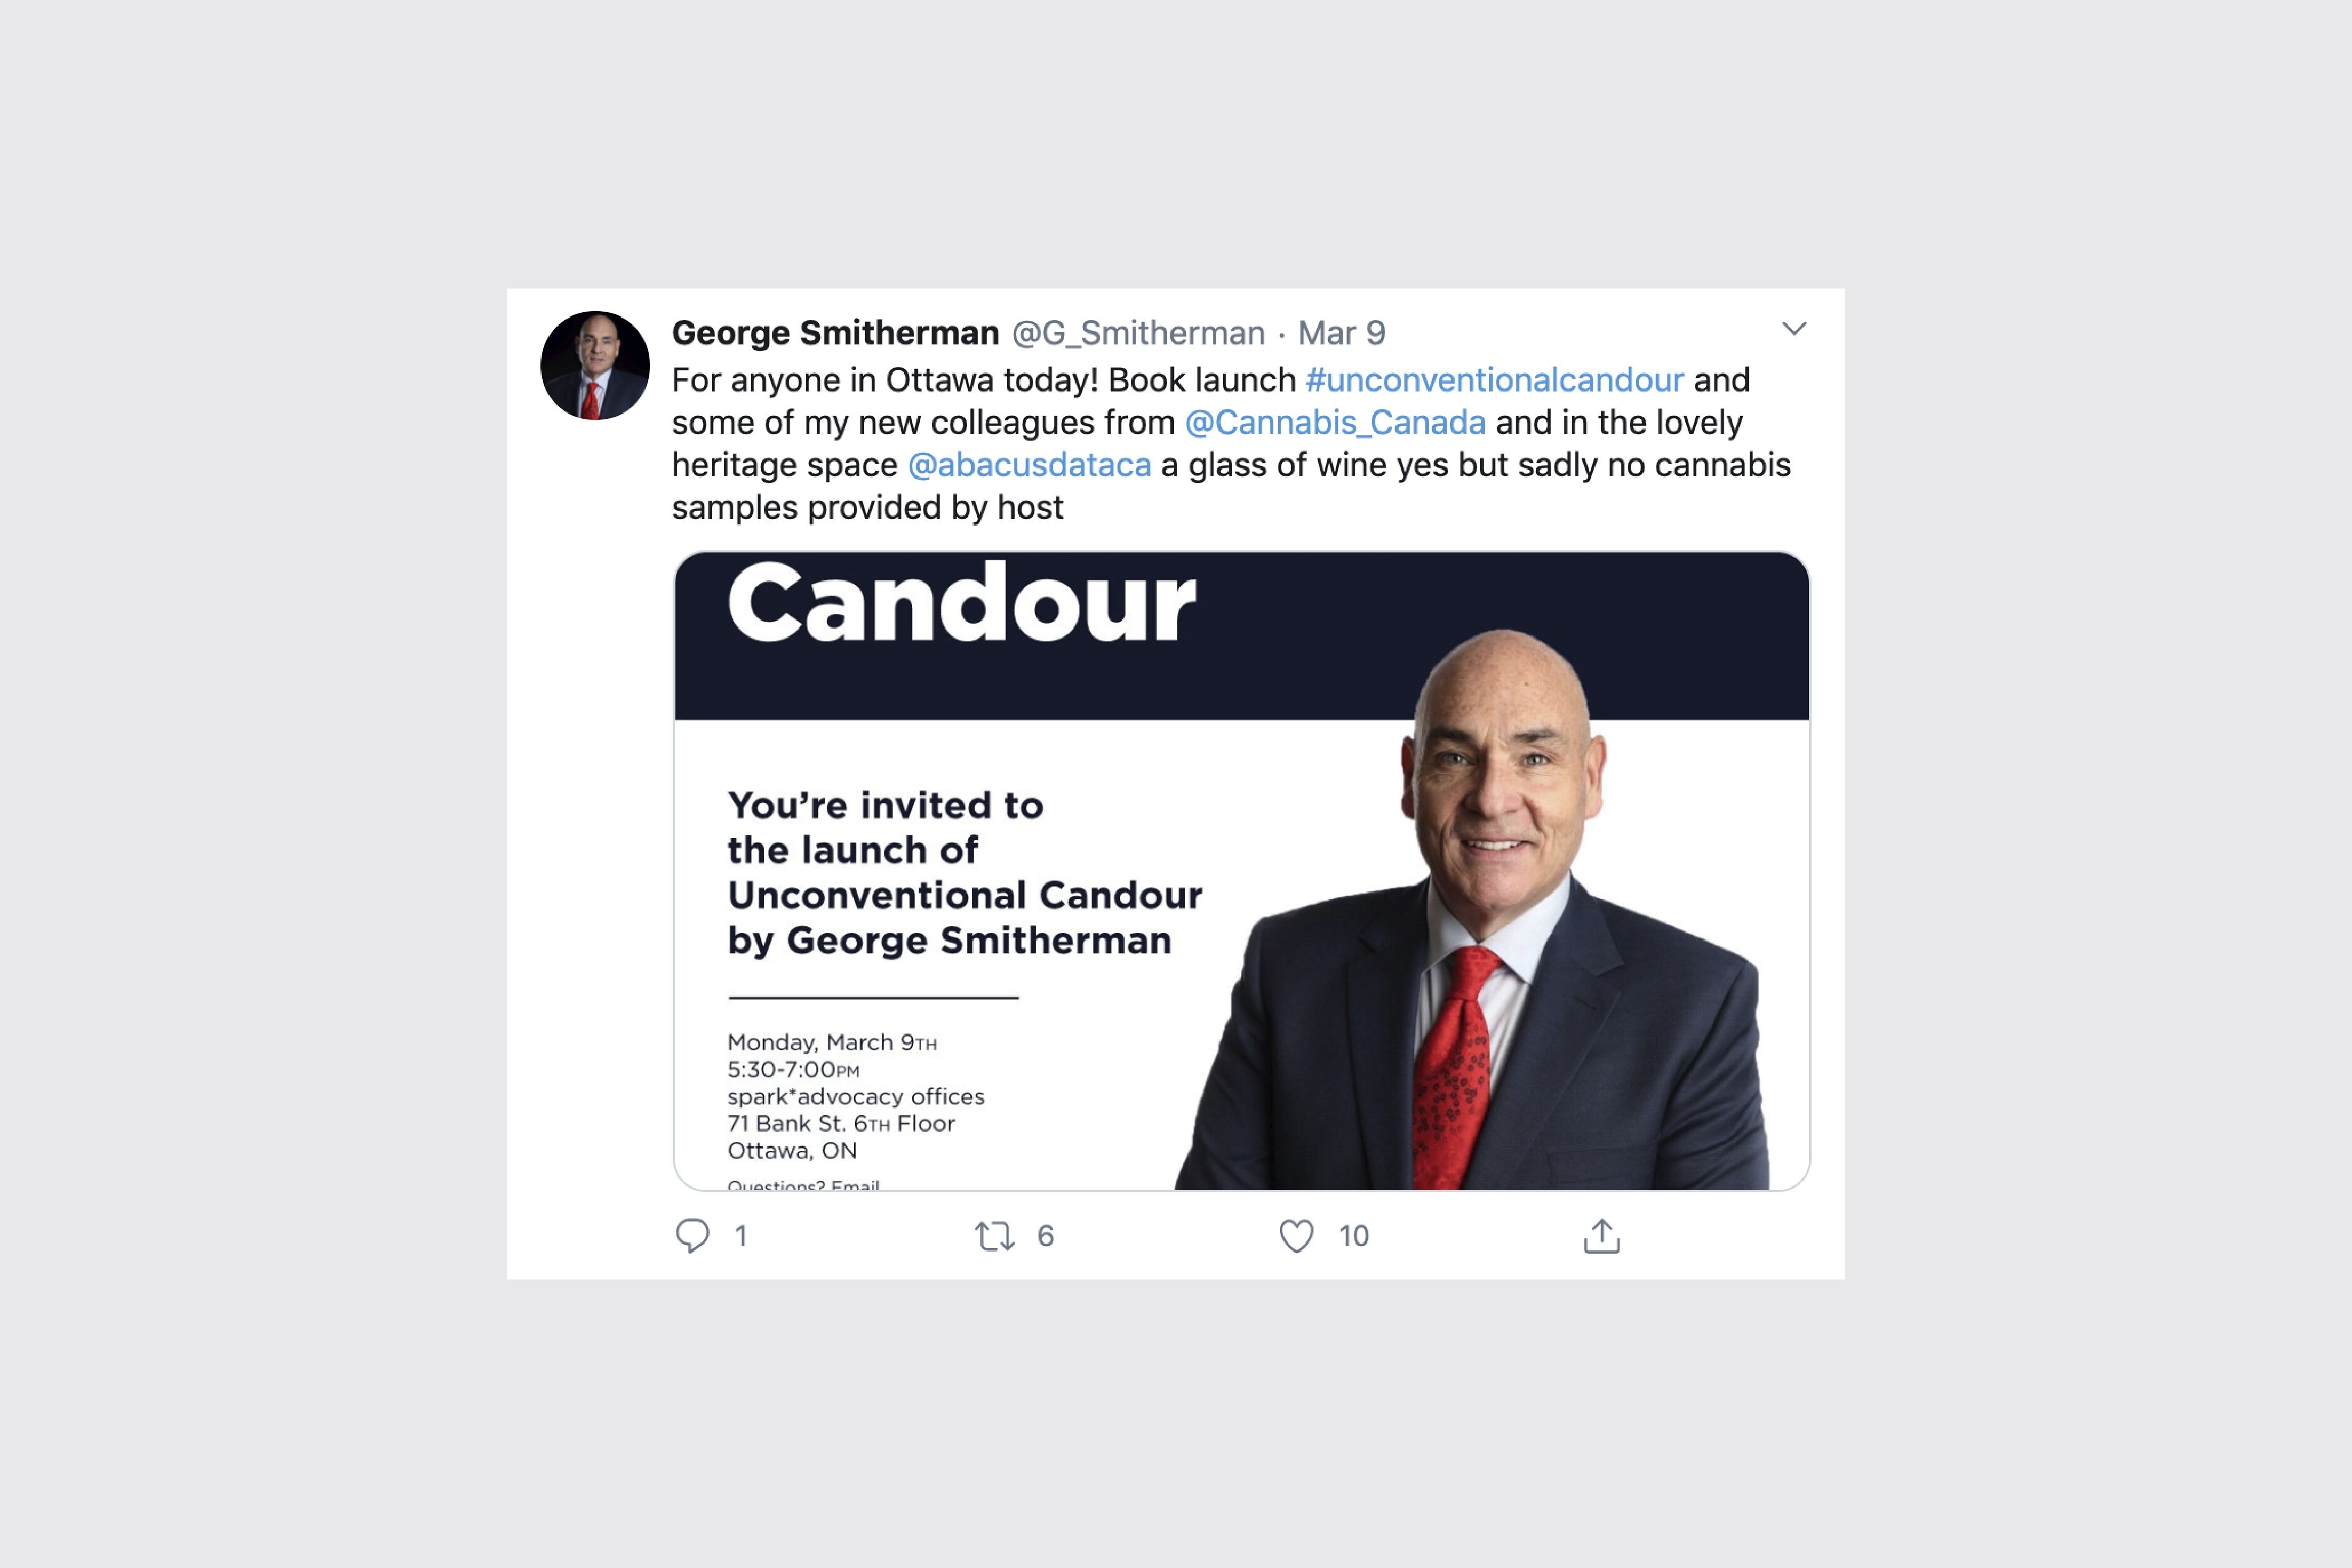 George Smitherman @G_Smitherman · Mar 9
For anyone in Ottawa today! Book launch #unconventionalcandour and
some of my new colleagues from @Cannabis_Canada and in the lovely
heritage space @abacusdataca a glass of wine yes but sadly no cannabis
samples provided by host
Candour
You’re invited to
the launch of
Unconventional Candour
by George Smitherman
Monday, March 9TH
5:30-7:00PM
spark*advocacy offices
71 Bank St. 6TH Floor
Ottawa, ON
Questions? Email
1
6
10